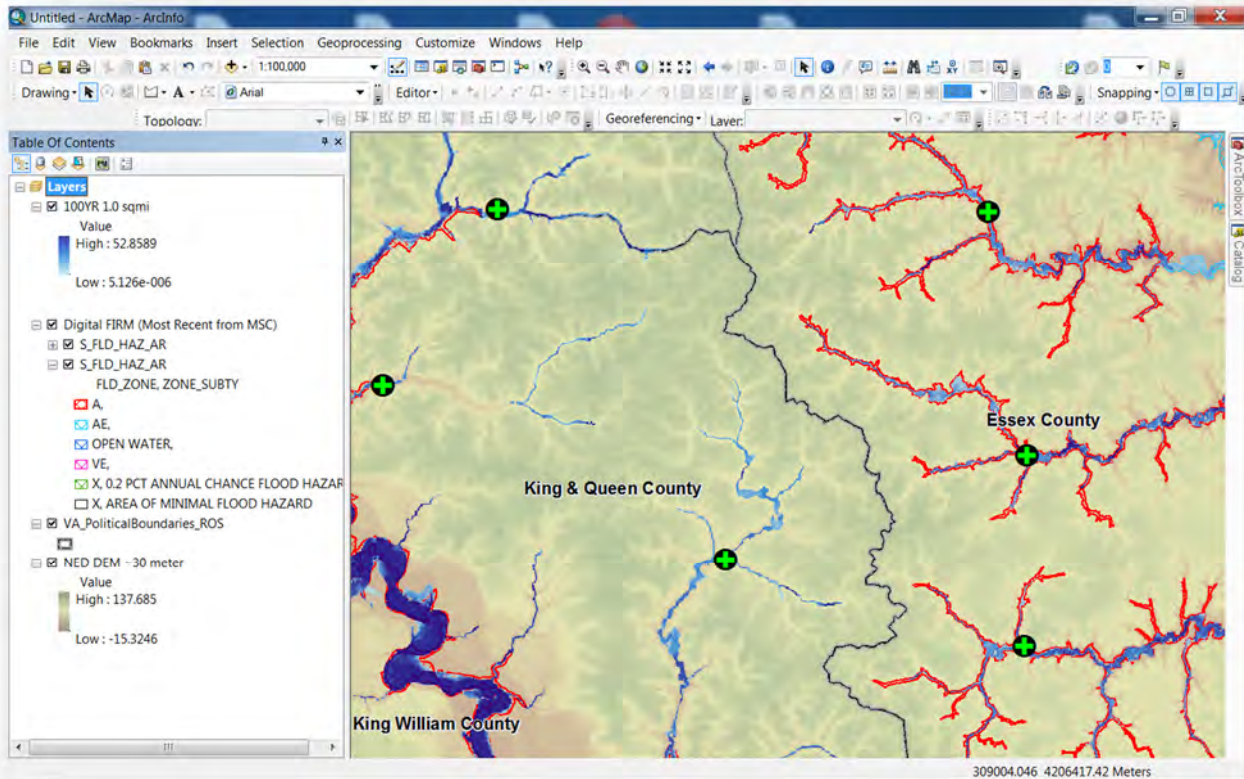 Untitled - ArcMap - ArcInfo
File Edit View Bookmarks Insert Selection Geoprocessing Customize Windows Help
1:100,000
Drawing Arial Editor Snapping
Topology: Georeferencing Layer:
Table Of Contents
Layers
100YR 1.0 sqmi
Value
High : 52.8589
Low : 5.126e-006
Digital FIRM (Most Recent from MSC)
S_FLD_HAZ_AR
S_FLD_HAZ_AR
FLD_ZONE, ZONE_SUBTY
A,
AE,
OPEN WATER,
VE,
X, 0.2 PCT ANNUAL CHANCE FLOOD HAZAR
X, AREA OF MINIMAL FLOOD HAZARD
VA_PoliticalBoundaries_ROS
NED DEM - 30 meter
Value
High : 137.685
Low : -15.3246
Essex County
King & Queen County
King William County
ArcToolbox
Catalog
309004.046 4206417.42 Meters